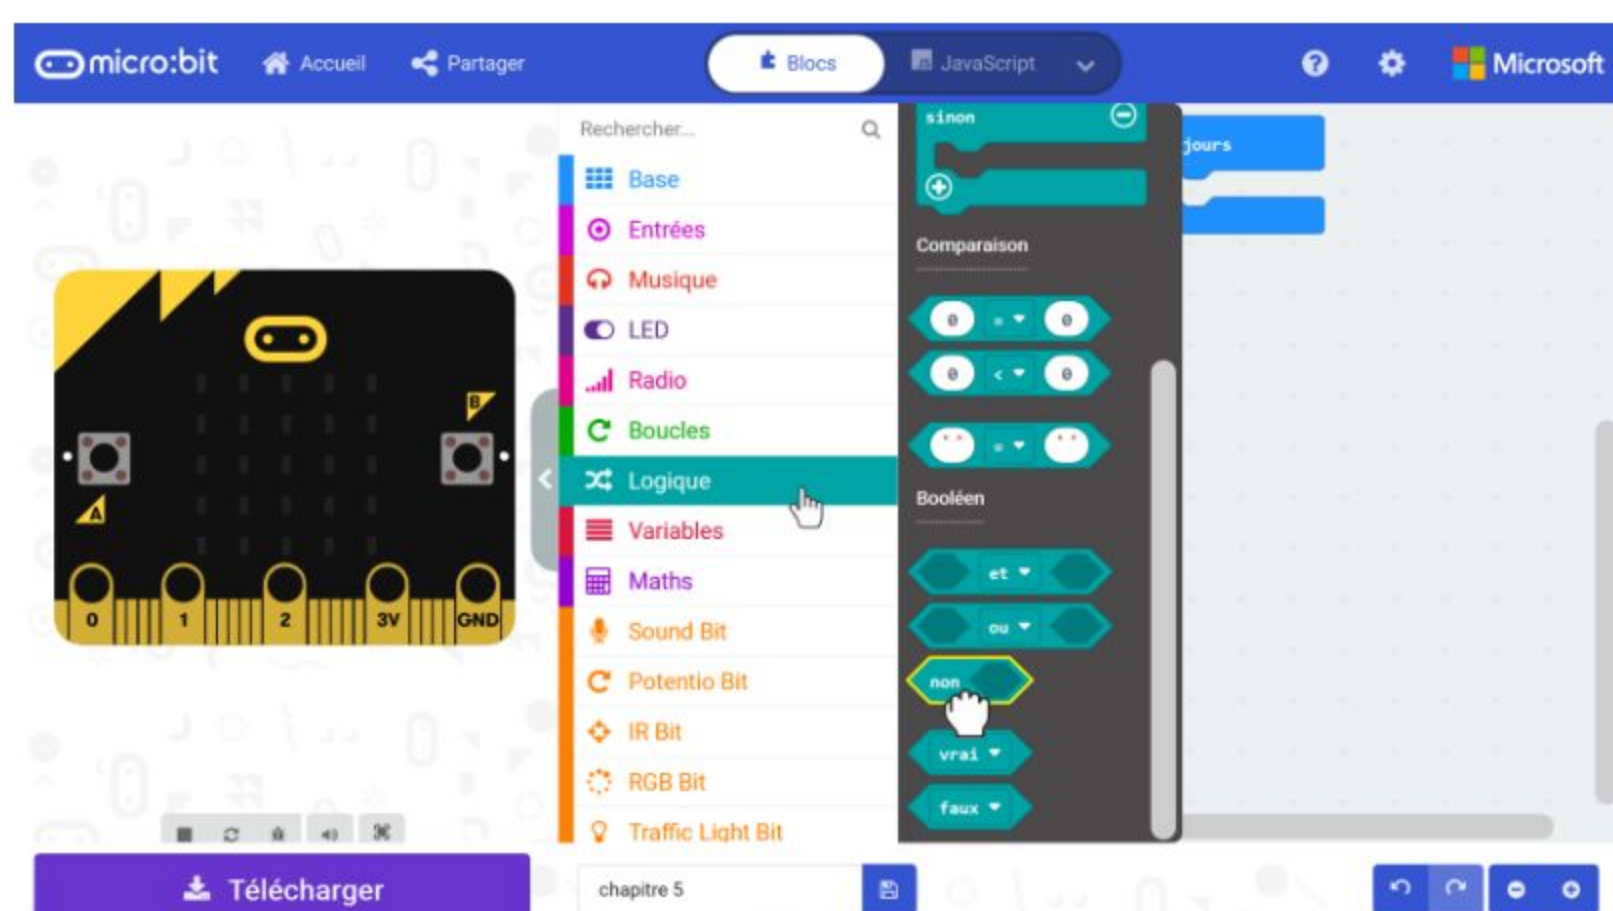 micro:bit Accueil Partager Blocs JavaScript Microsoft
Rechercher...
Base
Entrées
Musique
LED
Radio
Boucles
Logique
Variables
Maths
Sound Bit
Potentio Bit
IR Bit
RGB Bit
Traffic Light Bit
sinon
Comparaison
0 = 0
0 < 0
" " = " "
Booléen
et
ou
non
vrai
faux
jours
B
A
0 1 2 3V GND
Télécharger
chapitre 5